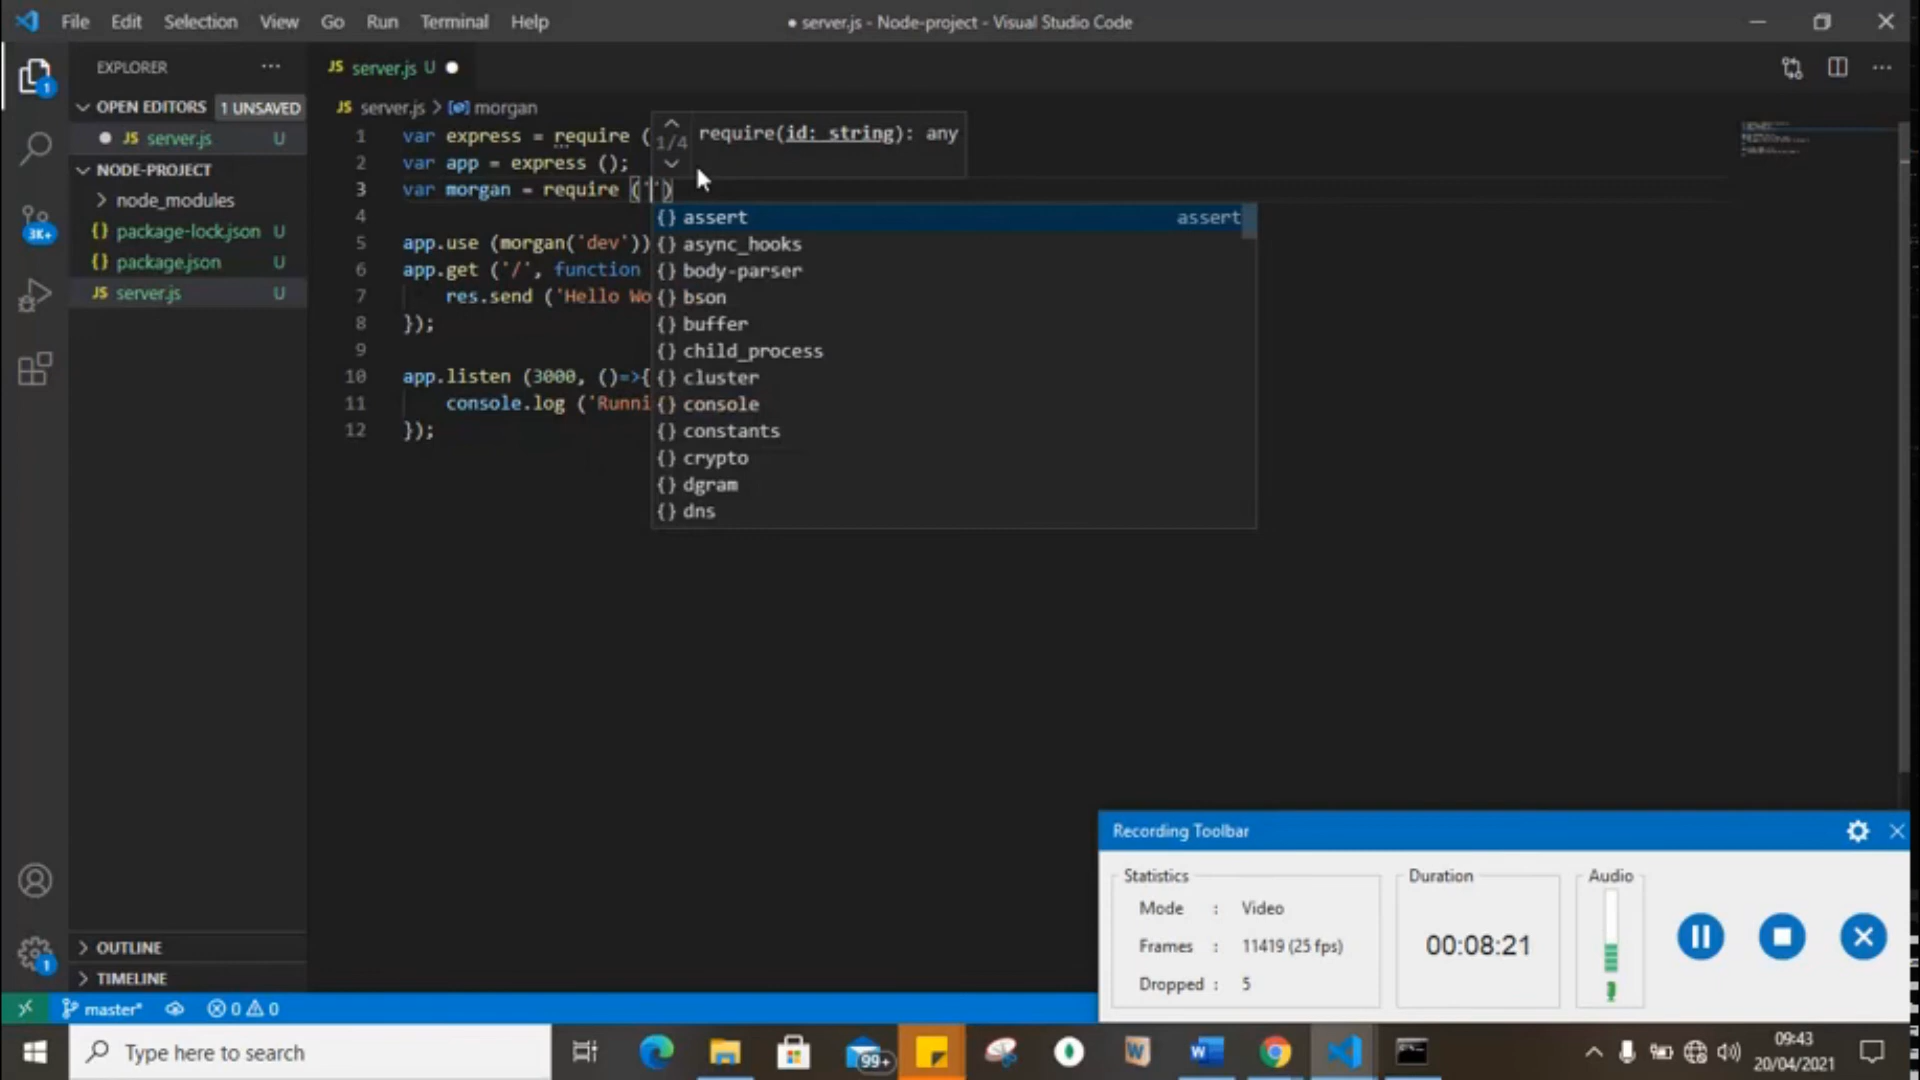 File Edit Selection View Go Run Terminal Help
● server.js - Node-project - Visual Studio Code
EXPLORER ···
JS server.js U ●
OPEN EDITORS 1 UNSAVED
● JS server.js U
NODE-PROJECT
node_modules
{} package-lock.json U
{} package.json U
JS server.js U
OUTLINE
TIMELINE
1
3K+
1
JS server.js > morgan
1 var express = require (
2 var app = express ();
3 var morgan = require ('')
4
5 app.use (morgan('dev'))
6 app.get ('/', function
7 res.send ('Hello Wo
8 });
9
10 app.listen (3000, ()=>{
11 console.log ('Runni
12 });
1/4
require(id: string): any
{} assert assert
{} async_hooks
{} body-parser
{} bson
{} buffer
{} child_process
{} cluster
{} console
{} constants
{} crypto
{} dgram
{} dns
Recording Toolbar
Statistics
Mode : Video
Frames : 11419 (25 fps)
Dropped : 5
Duration
00:08:21
Audio
master* 0 0
Type here to search
99+
W
W
09:43
20/04/2021